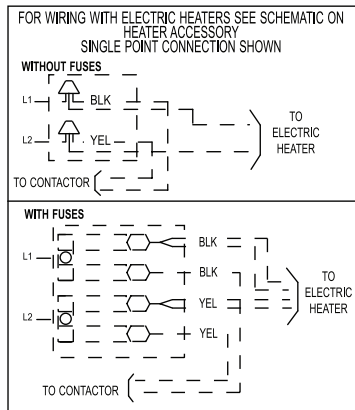 FOR WIRING WITH ELECTRIC HEATERS SEE SCHEMATIC ON
HEATER ACCESSORY
SINGLE POINT CONNECTION SHOWN
WITHOUT FUSES
L1
BLK
TO
ELECTRIC
HEATER
L2
YEL
TO CONTACTOR
WITH FUSES
BLK
L1
BLK
TO
ELECTRIC
HEATER
YEL
L2
YEL
TO CONTACTOR